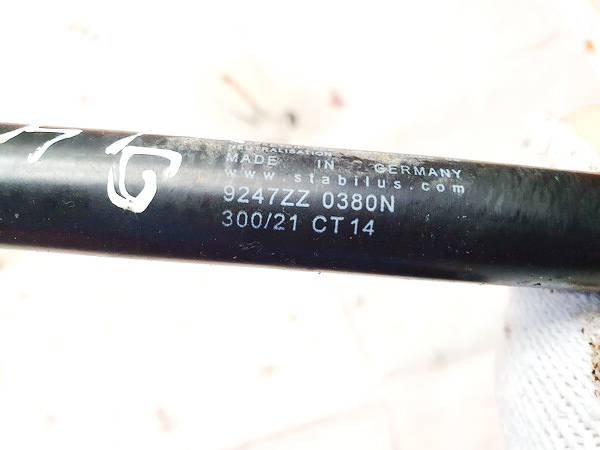 MADE IN GERMANY
www.stabilus.com
9247ZZ 0380N
300/21 CT14